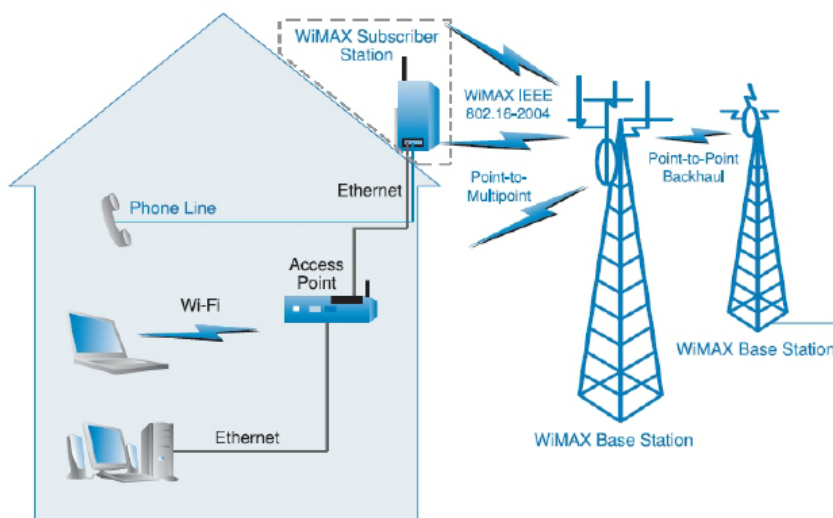 WiMAX Subscriber
Station
WiMAX IEEE
802.16-2004
Point-to-Point
Backhaul
Point-to-
Multipoint
Ethernet
Phone Line
Access
Point
Wi-Fi
WiMAX Base Station
Ethernet
WiMAX Base Station